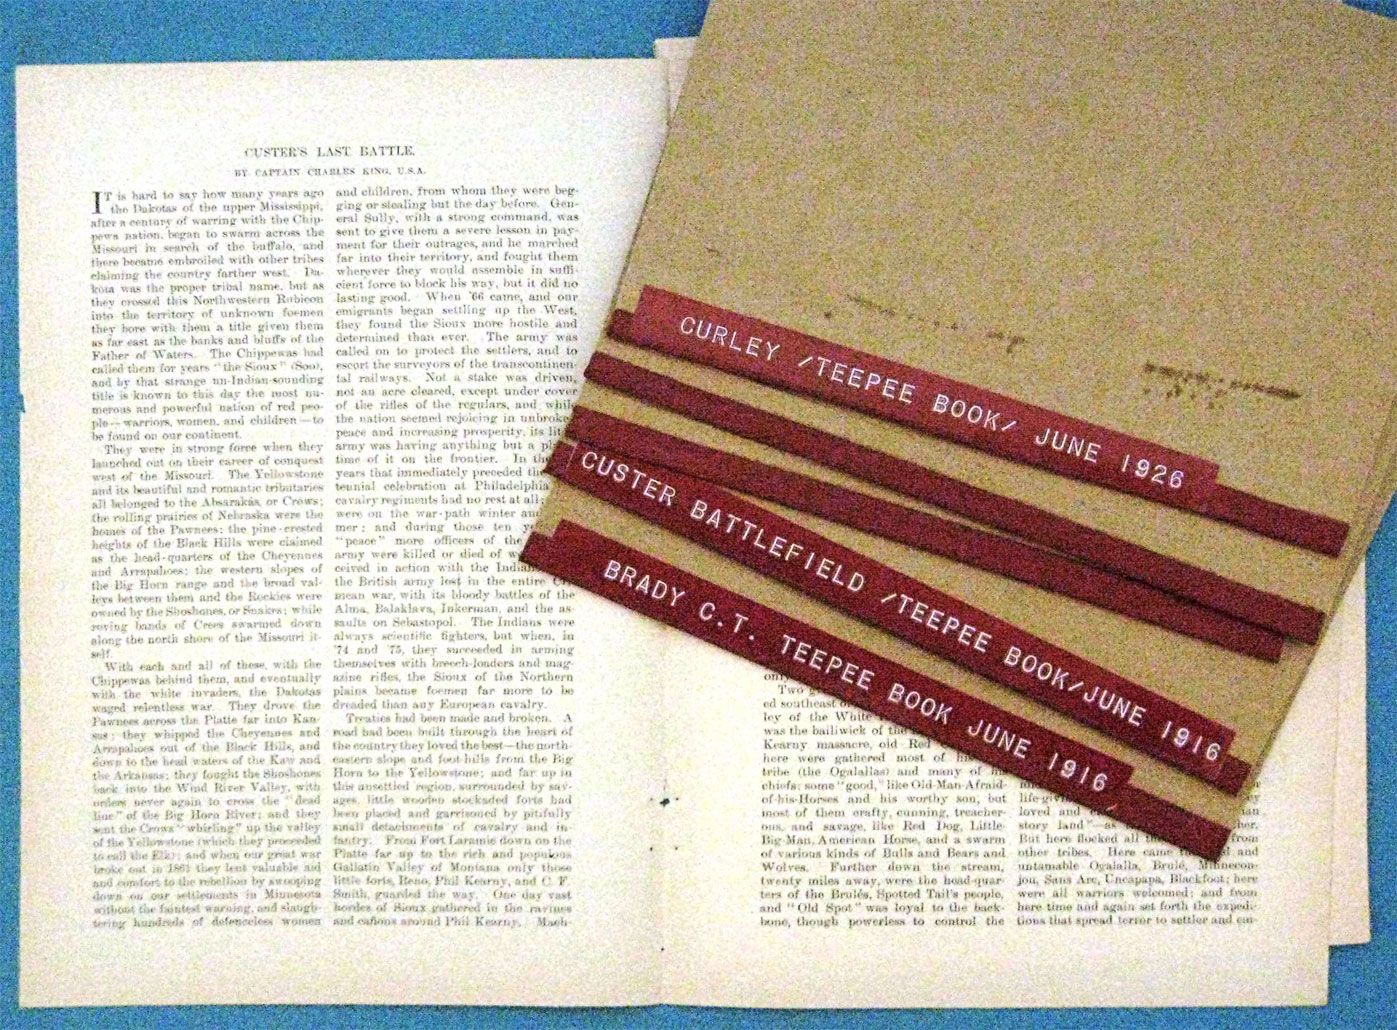 CUSTER'S LAST BATTLE.
BY CAPTAIN CHARLES KING, U.S.A.
IT is hard to say how many years ago
the Dakotas of the upper Mississippi,
after a century of warring with the Chip-
pewa nation, began to swarm across the
Missouri in search of the buffalo, and
there became embroiled with other tribes
claiming the country farther west. Da-
kota was the proper tribal name, but as
they crossed this Northwestern Rubicon
into the territory of unknown foemen
they bore with them a title given them
as far east as the banks and bluffs of the
Father of Waters. The Chippewas had
called them for years "the Sioux" (Soo),
and by that strange un-Indian-sounding
title is known to this day the most nu-
merous and powerful nation of red peo-
ple—warriors, women, and children—to
be found on our continent.
They were in strong force when they
launched out on their career of conquest
west of the Missouri. The Yellowstone
and its beautiful and romantic tributaries
all belonged to the Absarakas, or Crows;
the rolling prairies of Nebraska were the
homes of the Pawnees; the pine-crested
heights of the Black Hills were claimed
as the head-quarters of the Cheyennes
and Arrapahoes; the western slopes of
the Big Horn range and the broad val-
leys between them and the Rockies were
owned by the Shoshones, or Snakes; while
roving bands of Crees swarmed down
along the north shore of the Missouri it-
self.
With each and all of these, with the
Chippewas behind them, and eventually
with the white invaders, the Dakotas
waged relentless war. They drove the
Pawnees across the Platte far into Kan-
sas; they whipped the Cheyennes and
Arrapahoes out of the Black Hills, and
down to the head waters of the Kaw and
the Arkansas; they fought the Shoshones
back into the Wind River Valley, with
orders never again to cross the "dead
line" of the Big Horn River; and they
sent the Crows "whirling" up the valley
of the Yellowstone (which they proceeded
to call the Elk); and when our great war
broke out in 1861 they lent valuable aid
and comfort to the rebellion by swooping
down on our settlements in Minnesota
without the faintest warning, and slaugh-
tering hundreds of defenceless women
and children, from whom they were beg-
ging or stealing but the day before. Gen-
eral Sully, with a strong command, was
sent to give them a severe lesson in pay-
ment for their outrages, and he marched
far into their territory, and fought them
wherever they would assemble in suffi-
cient force to block his way, but it did no
lasting good. When '66 came, and our
emigrants began settling up the West,
they found the Sioux more hostile and
determined than ever. The army was
called on to protect the settlers, and to
escort the surveyors of the transcontinen-
tal railways. Not a stake was driven,
not an acre cleared, except under cover
of the rifles of the regulars, and while
the nation seemed rejoicing in unbroke
peace and increasing prosperity, its lit
army was having anything but a pl
time of it on the frontier. In the
years that immediately preceded the
tennial celebration at Philadelphia
cavalry regiments had no rest at all;
were on the war-path winter and
mer; and during those ten ye
"peace" more officers of the
army were killed or died of w
ceived in action with the Indian
the British army lost in the entire Cri
mean war, with its bloody battles of the
Alma, Balaklava, Inkerman, and the as-
saults on Sebastopol. The Indians were
always scientific fighters, but when, in
'74 and '75, they succeeded in arming
themselves with breech-loaders and mag-
azine rifles, the Sioux of the Northern
plains became foemen far more to be
dreaded than any European cavalry.
Treaties had been made and broken. A
road had been built through the heart of
the country they loved the best—the north-
eastern slope and foot-hills from the Big
Horn to the Yellowstone; and far up in
this unsettled region, surrounded by sav-
ages, little wooden stockaded forts had
been placed and garrisoned by pitifully
small detachments of cavalry and in-
fantry. From Fort Laramie down on the
Platte far up to the rich and populous
Gallatin Valley of Montana only those
little forts, Reno, Phil Kearny, and C. F.
Smith, guarded the way. One day vast
hordes of Sioux gathered in the ravines
and cañons around Phil Kearny. Mach-
CURLEY /TEEPEE BOOK/ JUNE 1926
CUSTER BATTLEFIELD /TEEPEE BOOK/JUNE 1916
BRADY C.T. TEEPEE BOOK JUNE 1916
only
Two
ed southeast
ley of the White
was the bailiwick of the
Kearny massacre, old Red
here were gathered most of his
tribe (the Ogalallas) and many of
chiefs: some "good," like Old-Man-Afraid-
of-his-Horses and his worthy son, but
most of them crafty, cunning, treacher-
ous, and savage, like Red Dog, Little-
Big-Man, American Horse, and a swarm
of various kinds of Bulls and Bears and
Wolves. Further down the stream,
twenty miles away, were the head-quar-
ters of the Brulés, Spotted Tail's people,
and "Old Spot" was loyal to the back-
bone, though powerless to control the
life-giv
loved and
story land"—as her.
But here flocked all from
other tribes. Here came and
untamable Ogalalla, Brulé, Minnecon-
jou, Sans Arc, Uncapapa, Blackfoot; here
were all warriors welcomed; and from
here time and again set forth the expedi-
tions that spread terror to settler and em-